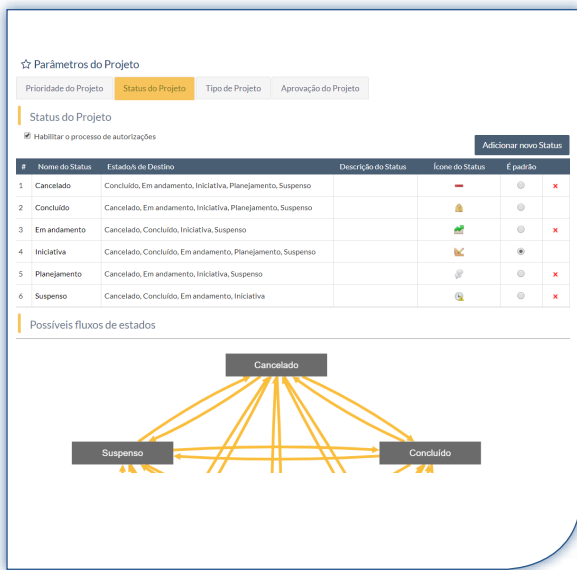 Parâmetros do Projeto
Prioridade do Projeto Status do Projeto Tipo de Projeto Aprovação do Projeto
Status do Projeto
Habilitar o processo de autorizações
Adicionar novo Status
# Nome do Status Estado/s de Destino Descrição do Status Ícone do Status É padrão
1 Cancelado Concluído, Em andamento, Iniciativa, Planejamento, Suspenso x
2 Concluído Cancelado, Em andamento, Iniciativa, Planejamento, Suspenso
3 Em andamento Cancelado, Concluído, Iniciativa, Suspenso x
4 Iniciativa Cancelado, Concluído, Em andamento, Planejamento, Suspenso
5 Planejamento Cancelado, Em andamento, Iniciativa, Suspenso x
6 Suspenso Cancelado, Concluído, Em andamento, Iniciativa x
Possíveis fluxos de estados
Cancelado
Suspenso Concluído